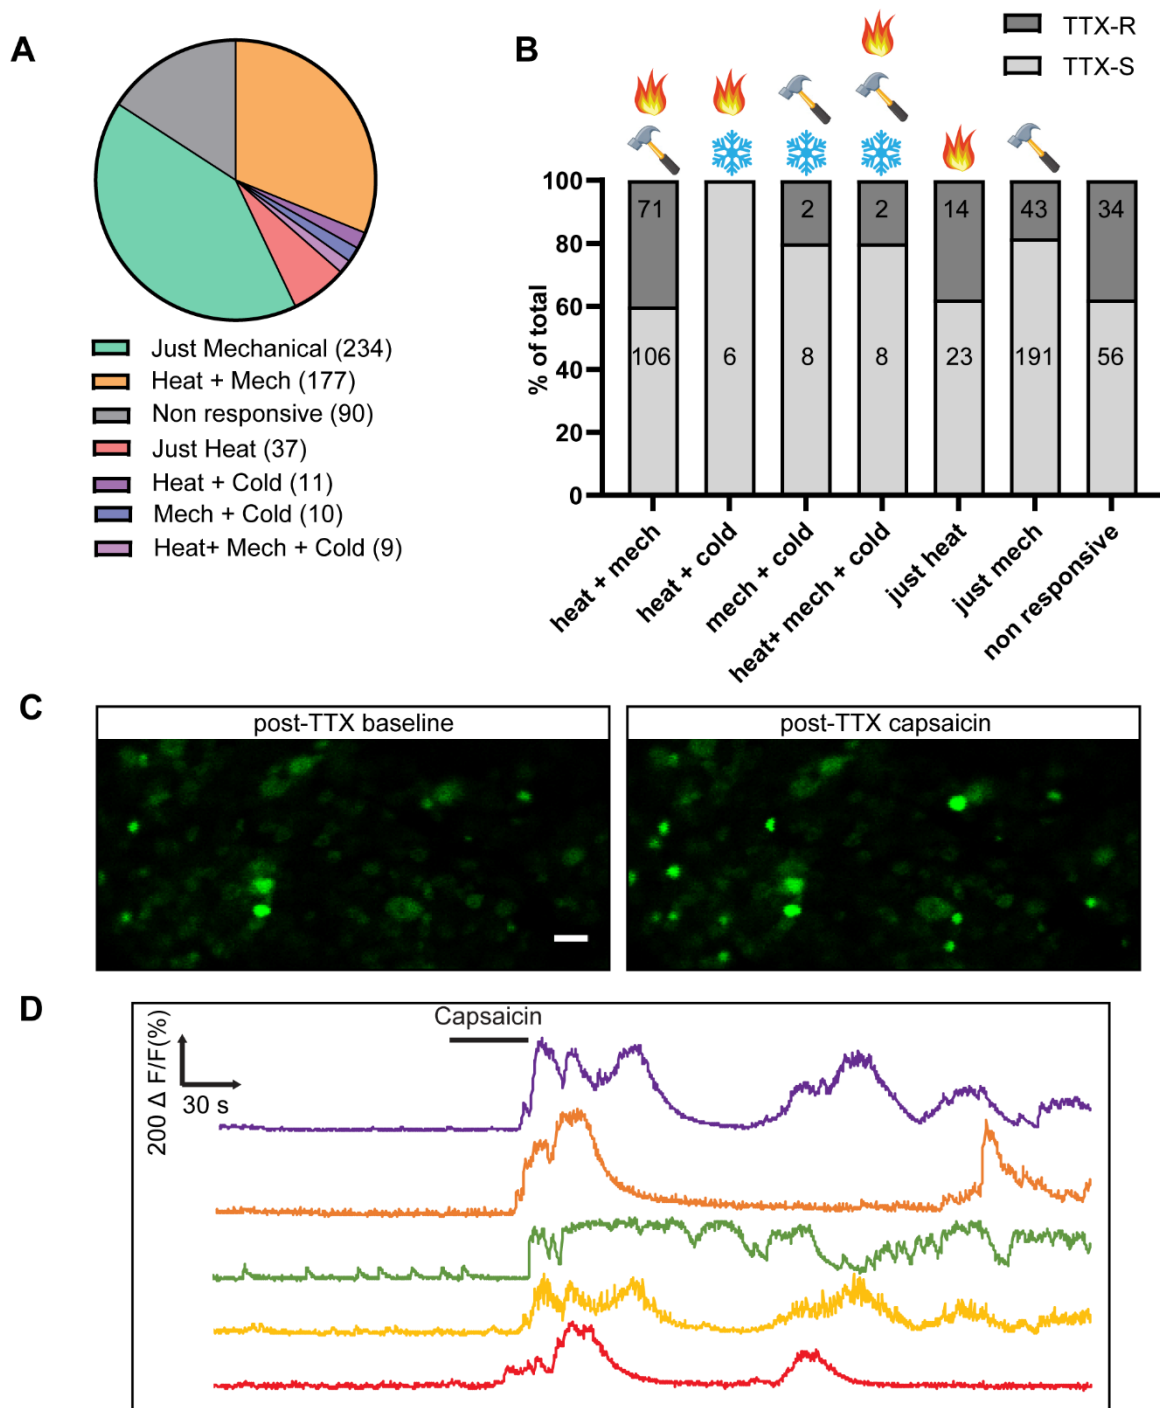 A
Just Mechanical (234)
Heat + Mech (177)
Non responsive (90)
Just Heat (37)
Heat + Cold (11)
Mech + Cold (10)
Heat+ Mech + Cold (9)
B
TTX-R
TTX-S
% of total
100
80
60
40
20
0
71
2
2
14
43
34
106
6
8
8
23
191
56
heat + mech
heat + cold
mech + cold
heat+ mech + cold
just heat
just mech
non responsive
C
post-TTX baseline
post-TTX capsaicin
D
200 Δ F/F(%)
30 s
Capsaicin